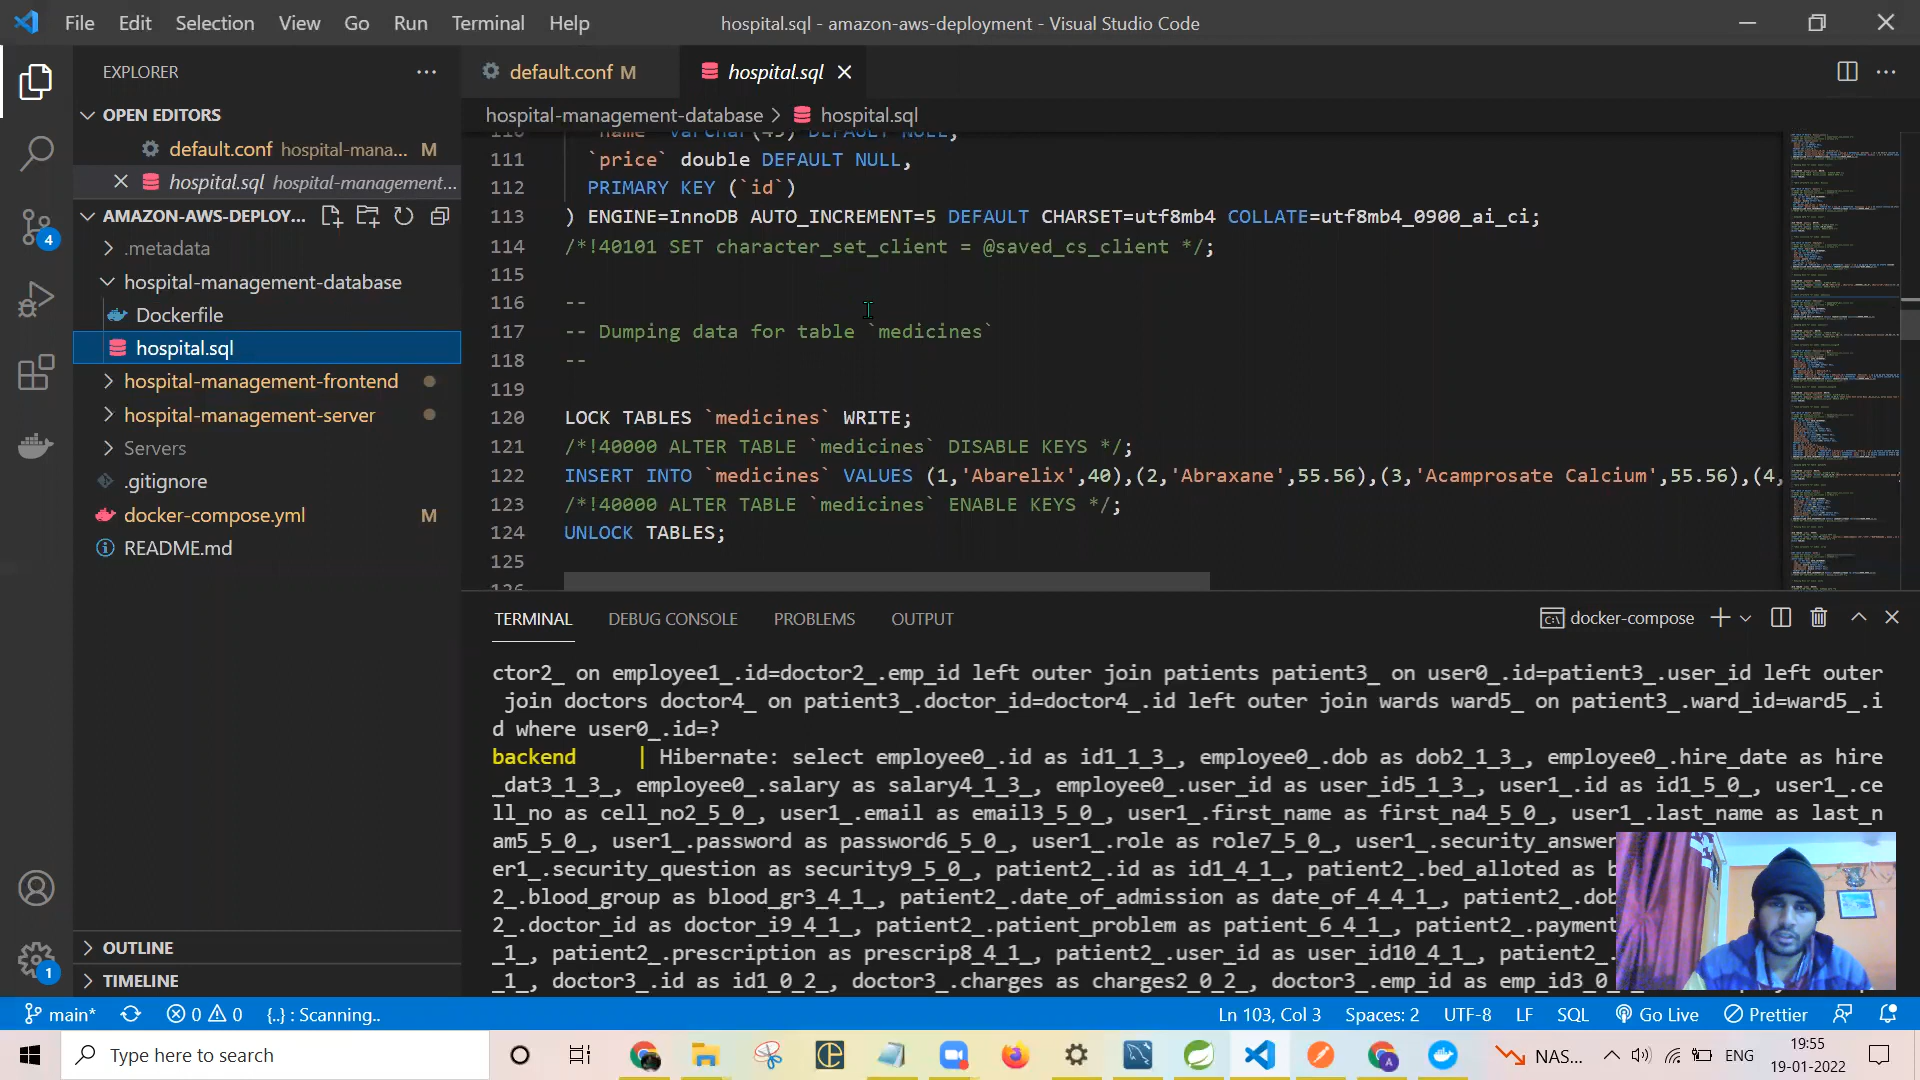 File Edit Selection View Go Run Terminal Help
hospital.sql - amazon-aws-deployment - Visual Studio Code
EXPLORER
OPEN EDITORS
default.conf hospital-mana... M
hospital.sql hospital-management...
AMAZON-AWS-DEPLOY...
.metadata
hospital-management-database
Dockerfile
hospital.sql
hospital-management-frontend
hospital-management-server
Servers
.gitignore
docker-compose.yml M
README.md
OUTLINE
TIMELINE
4
1
default.conf M
hospital.sql
hospital-management-database > hospital.sql
110 `name` varchar(45) DEFAULT NULL,
111 `price` double DEFAULT NULL,
112 PRIMARY KEY (`id`)
113 ) ENGINE=InnoDB AUTO_INCREMENT=5 DEFAULT CHARSET=utf8mb4 COLLATE=utf8mb4_0900_ai_ci;
114 /*!40101 SET character_set_client = @saved_cs_client */;
115
116 --
117 -- Dumping data for table `medicines`
118 --
119
120 LOCK TABLES `medicines` WRITE;
121 /*!40000 ALTER TABLE `medicines` DISABLE KEYS */;
122 INSERT INTO `medicines` VALUES (1,'Abarelix',40),(2,'Abraxane',55.56),(3,'Acamprosate Calcium',55.56),(4,
123 /*!40000 ALTER TABLE `medicines` ENABLE KEYS */;
124 UNLOCK TABLES;
125
TERMINAL DEBUG CONSOLE PROBLEMS OUTPUT
docker-compose
ctor2_ on employee1_.id=doctor2_.emp_id left outer join patients patient3_ on user0_.id=patient3_.user_id left outer
join doctors doctor4_ on patient3_.doctor_id=doctor4_.id left outer join wards ward5_ on patient3_.ward_id=ward5_.i
d where user0_.id=?
backend | Hibernate: select employee0_.id as id1_1_3_, employee0_.dob as dob2_1_3_, employee0_.hire_date as hire
_dat3_1_3_, employee0_.salary as salary4_1_3_, employee0_.user_id as user_id5_1_3_, user1_.id as id1_5_0_, user1_.ce
ll_no as cell_no2_5_0_, user1_.email as email3_5_0_, user1_.first_name as first_na4_5_0_, user1_.last_name as last_n
am5_5_0_, user1_.password as password6_5_0_, user1_.role as role7_5_0_, user1_.security_answer
er1_.security_question as security9_5_0_, patient2_.id as id1_4_1_, patient2_.bed_alloted as b
2_.blood_group as blood_gr3_4_1_, patient2_.date_of_admission as date_of_4_4_1_, patient2_.dob
2_.doctor_id as doctor_i9_4_1_, patient2_.patient_problem as patient_6_4_1_, patient2_.payment
_1_, patient2_.prescription as prescrip8_4_1_, patient2_.user_id as user_id10_4_1_, patient2_.
_1_, doctor3_.id as id1_0_2_, doctor3_.charges as charges2_0_2_, doctor3_.emp_id as emp_id3_0_
main* 0 0 {..} : Scanning..
Ln 103, Col 3 Spaces: 2 UTF-8 LF SQL Go Live Prettier
Type here to search
NAS... ENG
19:55
19-01-2022